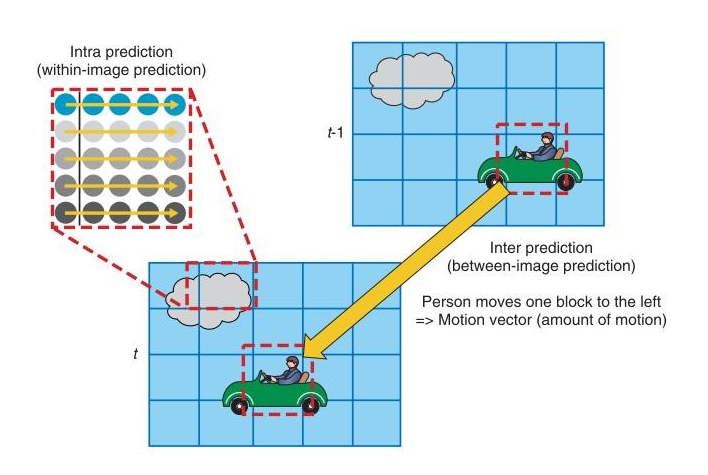 Intra prediction
(within-image prediction)
t-1
Inter prediction
(between-image prediction)
Person moves one block to the left
=> Motion vector (amount of motion)
t